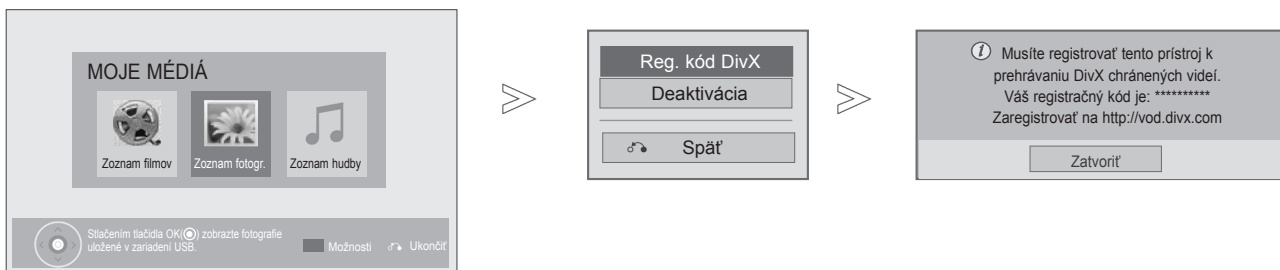 MOJE MÉDIÁ
Zoznam filmov
Zoznam fotogr.
Zoznam hudby
Stlačením tlačidla OK(◉) zobrazte fotografie
uložené v zariadení USB.
Možnosti
Ukončiť
Reg. kód DivX
Deaktivácia
Späť
Musíte registrovať tento prístroj k
prehrávaniu DivX chránených videí.
Váš registračný kód je: **********
Zaregistrovať na http://vod.divx.com
Zatvoriť